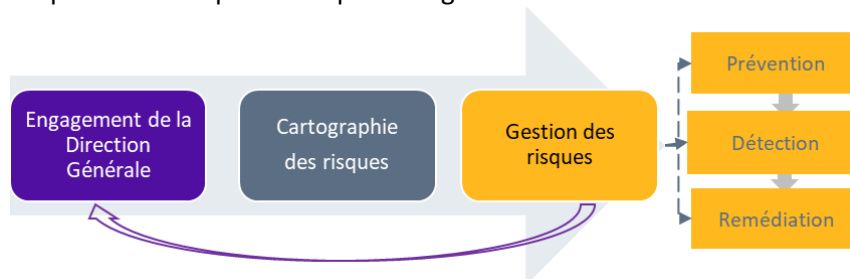 Engagement de la
Direction
Générale
Cartographie
des risques
Gestion des
risques
Prévention
Détection
Remédiation